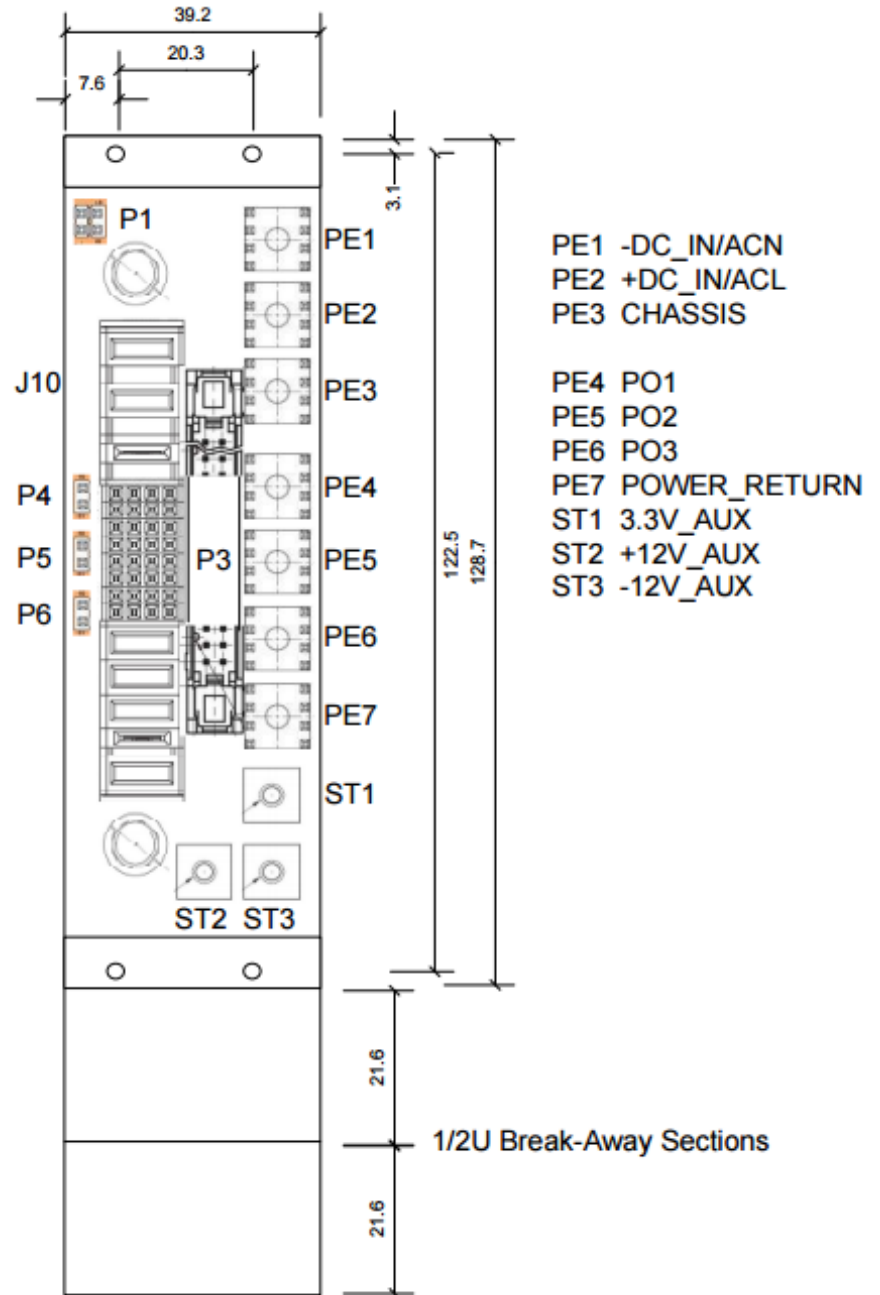 39.2
20.3
7.6
3.1
P1
PE1
PE2
J10
PE3
P4
PE4
P5
P3
PE5
P6
PE6
PE7
ST1
ST2 ST3
122.5
128.7
PE1 -DC_IN/ACN
PE2 +DC_IN/ACL
PE3 CHASSIS
PE4 PO1
PE5 PO2
PE6 PO3
PE7 POWER_RETURN
ST1 3.3V_AUX
ST2 +12V_AUX
ST3 -12V_AUX
21.6
1/2U Break-Away Sections
21.6